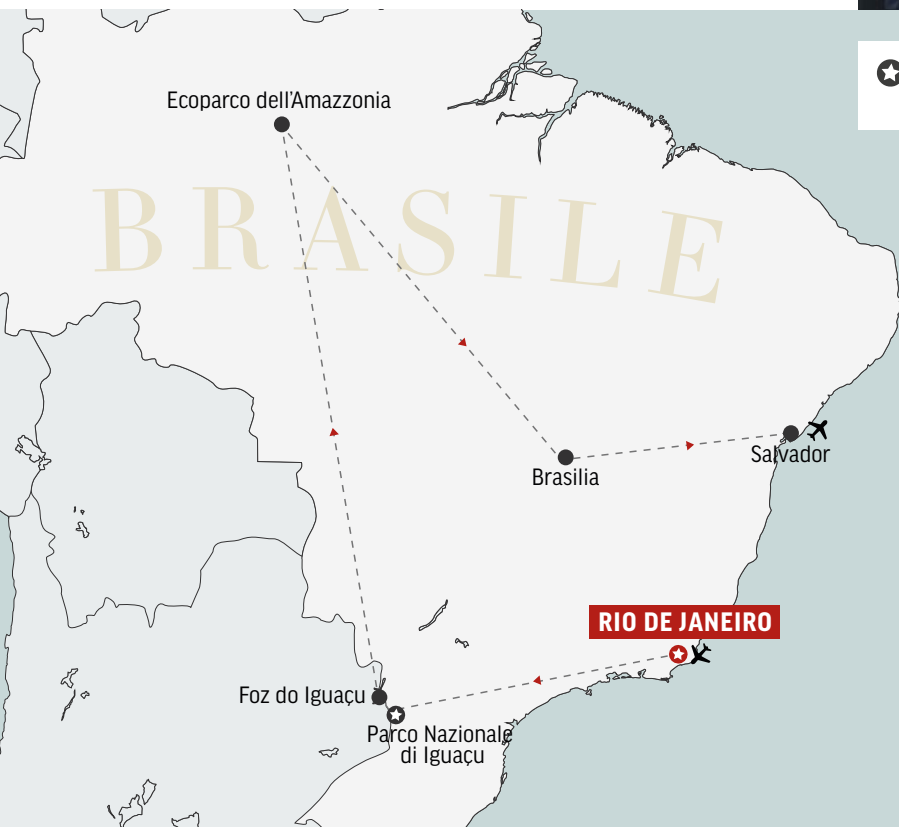 Ecoparco dell'Amazzonia
BRASILE
Salvador
Brasilia
RIO DE JANEIRO
Foz do Iguaçu
Parco Nazionale
di Iguaçu